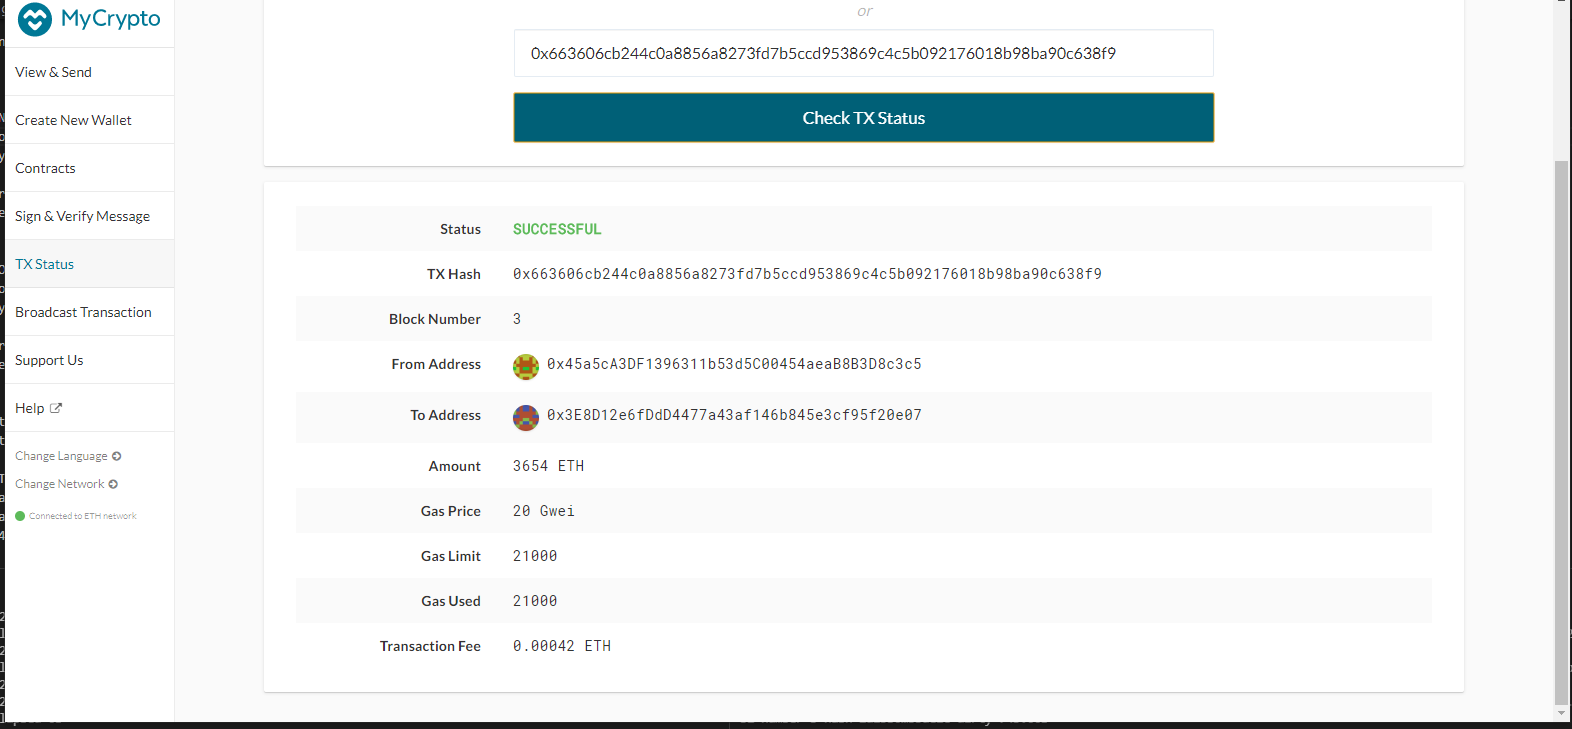 MyCrypto
View & Send
Create New Wallet
Contracts
Sign & Verify Message
TX Status
Broadcast Transaction
Support Us
Help
Change Language
Change Network
Connected to ETH network
or
0x663606cb244c0a8856a8273fd7b5ccd953869c4c5b092176018b98ba90c638f9
Check TX Status
Status SUCCESSFUL
TX Hash 0x663606cb244c0a8856a8273fd7b5ccd953869c4c5b092176018b98ba90c638f9
Block Number 3
From Address 0x45a5cA3DF1396311b53d5C00454aeaB8B3D8c3c5
To Address 0x3E8D12e6fDdD4477a43af146b845e3cf95f20e07
Amount 3654 ETH
Gas Price 20 Gwei
Gas Limit 21000
Gas Used 21000
Transaction Fee 0.00042 ETH